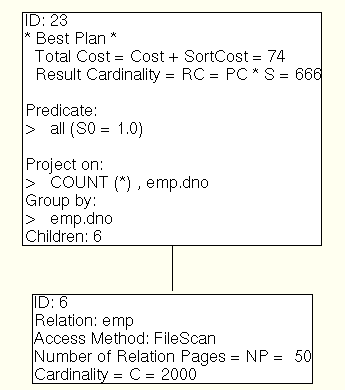 ID: 23
* Best Plan *
Total Cost = Cost + SortCost = 74
Result Cardinality = RC = PC * S = 666
Predicate:
> all (S0 = 1.0)
Project on:
> COUNT (*) , emp.dno
Group by:
> emp.dno
Children: 6
ID: 6
Relation: emp
Access Method: FileScan
Number of Relation Pages = NP = 50
Cardinality = C = 2000